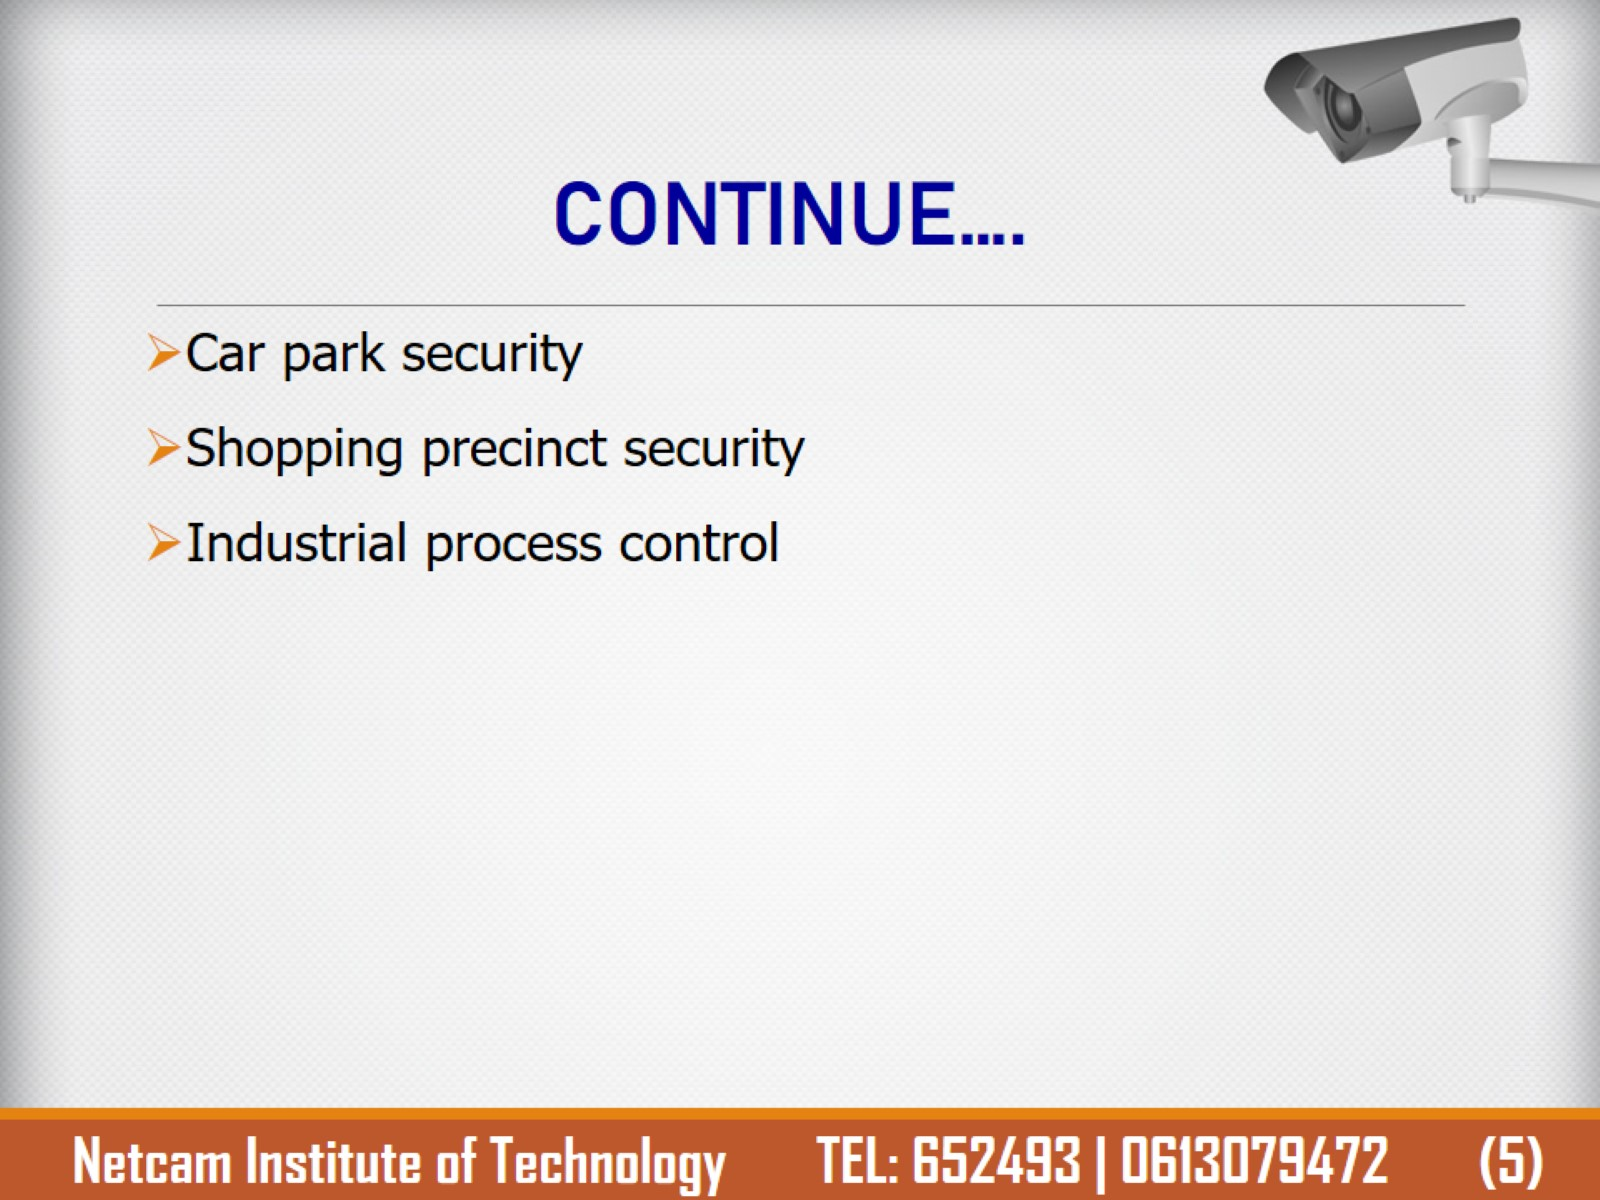 CONTINUE....
➢Car park security
➢Shopping precinct security
➢Industrial process control
Netcam Institute of Technology TEL: 652493 | 0613079472 (5)